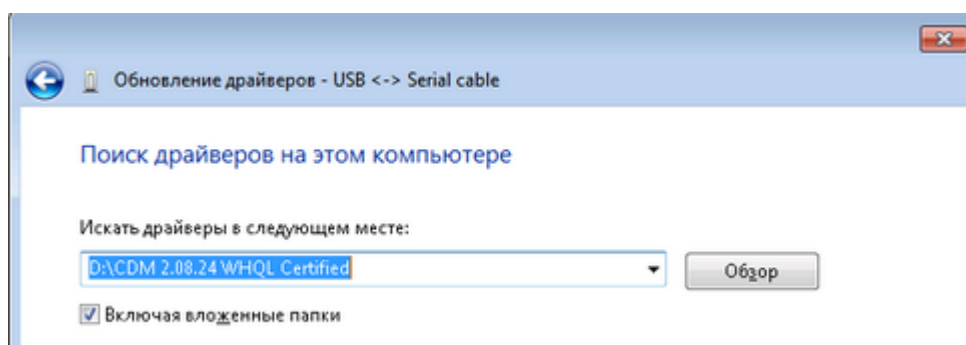 Обновление драйверов - USB <-> Serial cable
Поиск драйверов на этом компьютере
Искать драйверы в следующем месте:
D:\CDM 2.08.24 WHQL Certified
Обзор
Включая вложенные папки